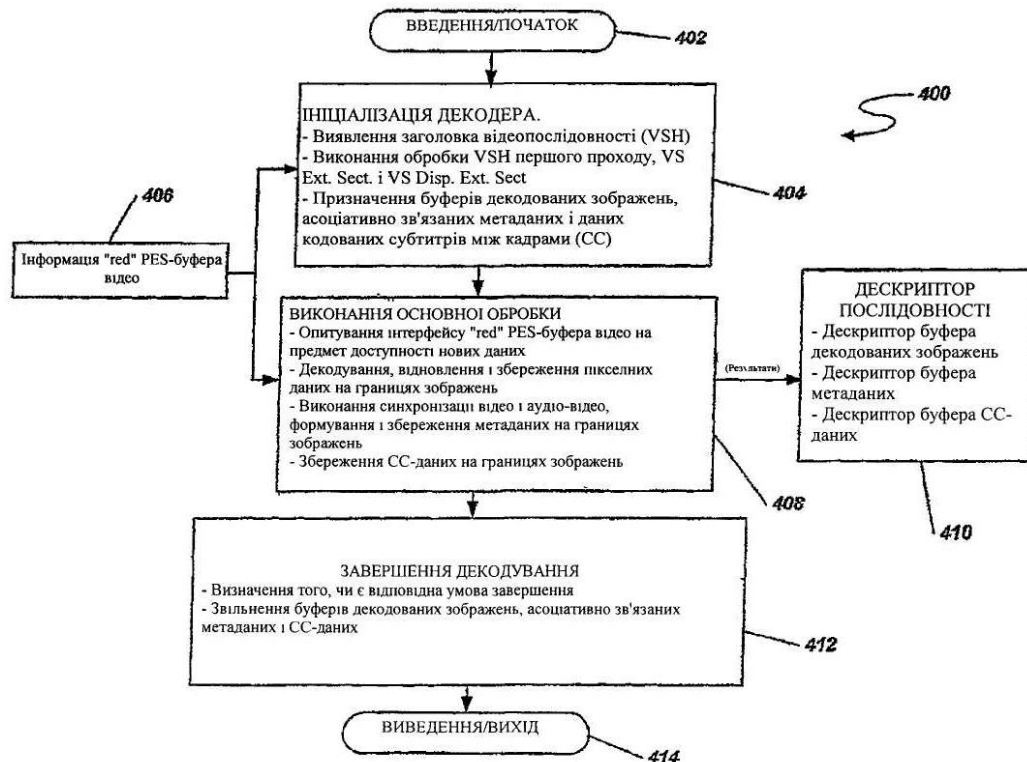 ВВЕДЕННЯ/ПОЧАТОК
402
400
ІНІЦІАЛІЗАЦІЯ ДЕКОДЕРА.
- Виявлення заголовка відеопослідовності (VSH)
- Виконання обробки VSH першого проходу, VS
Ext. Sect. і VS Disp. Ext. Sect
- Призначення буферів декодованих зображень,
асоціативно зв'язаних метаданих і даних
кодованих субтитрів між кадрами (CC)
404
406
Інформація "red" PES-буфера
відео
ВИКОНАННЯ ОСНОВНОЇ ОБРОБКИ
- Опитування інтерфейсу "red" PES-буфера відео на
предмет доступності нових даних
- Декодування, відновлення і збереження пікселних
даних на границях зображень
- Виконання синхронізації відео і аудіо-відео,
формування і збереження метаданих на границях
зображень
- Збереження CC-даних на границях зображень
408
(Результати)
ДЕСКРИПТОР
ПОСЛІДОВНОСТІ
- Дескриптор буфера
декодованих зображень
- Дескриптор буфера
метаданих
- Дескриптор буфера CC-
даних
410
ЗАВЕРШЕННЯ ДЕКОДУВАННЯ
- Визначення того, чи є відповідна умова завершення
- Звільнення буферів декодованих зображень, асоціативно зв'язаних
метаданих і CC-даних
412
ВИВЕДЕННЯ/ВИХІД
414